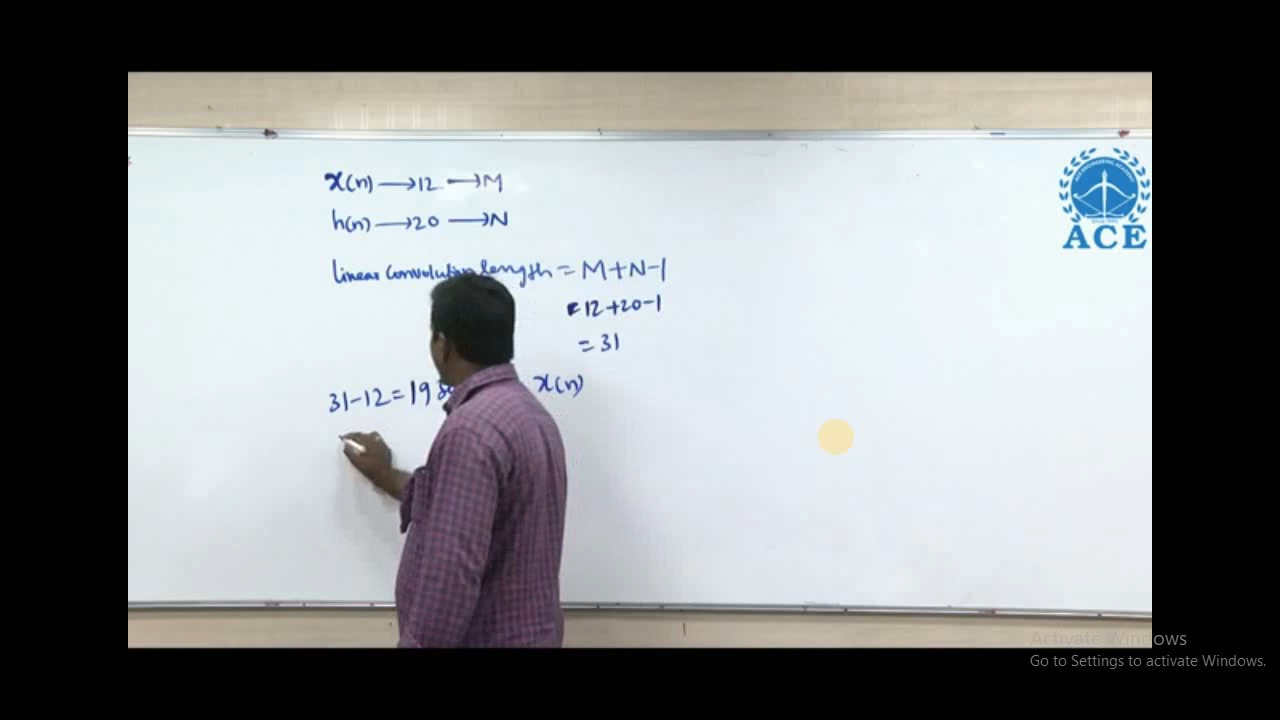 x(n) → 12 → M
h(n) → 20 → N
linear convolution length = M+N-1
= 12+20-1
= 31
31-12=19 x(n)
ACE
Activate Windows
Go to Settings to activate Windows.